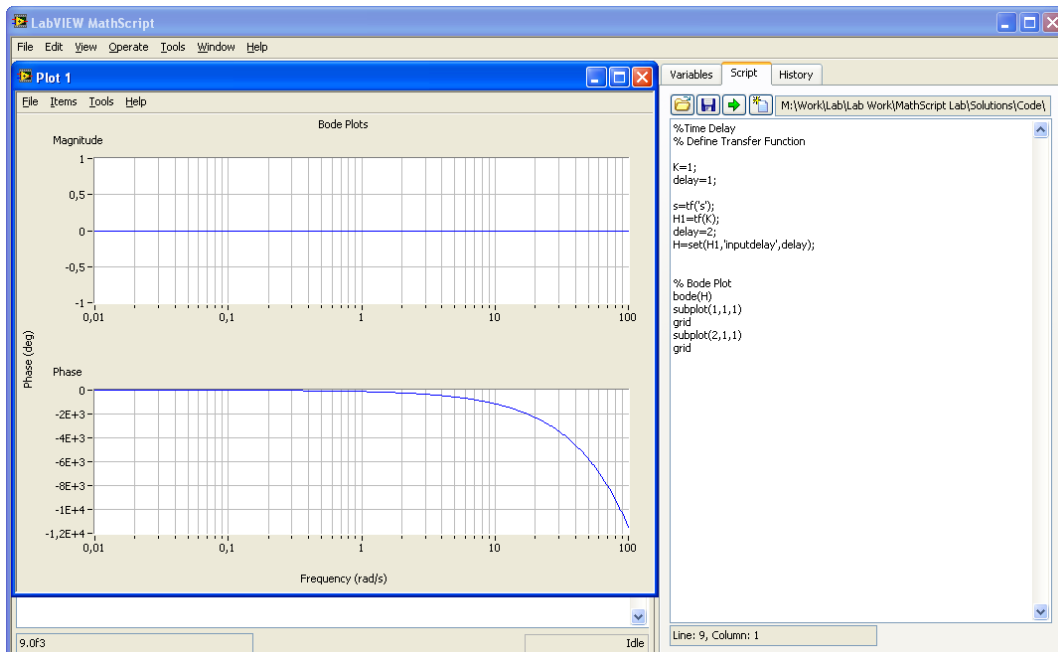 LabVIEW MathScript
File Edit View Operate Tools Window Help
Plot 1
File Items Tools Help
Bode Plots
Magnitude
1
0,5
0
-0,5
-1
0,01 0,1 1 10 100
Phase (deg)
Phase
0
-2E+3
-4E+3
-6E+3
-8E+3
-1E+4
-1,2E+4
0,01 0,1 1 10 100
Frequency (rad/s)
9.0f3
Idle
Variables Script History
M:\Work\Lab\Lab Work\MathScript Lab\Solutions\Code\
%Time Delay
% Define Transfer Function
K=1;
delay=1;
s=tf('s');
H1=tf(K);
delay=2;
H=set(H1,'inputdelay',delay);
% Bode Plot
bode(H)
subplot(1,1,1)
grid
subplot(2,1,1)
grid
Line: 9, Column: 1